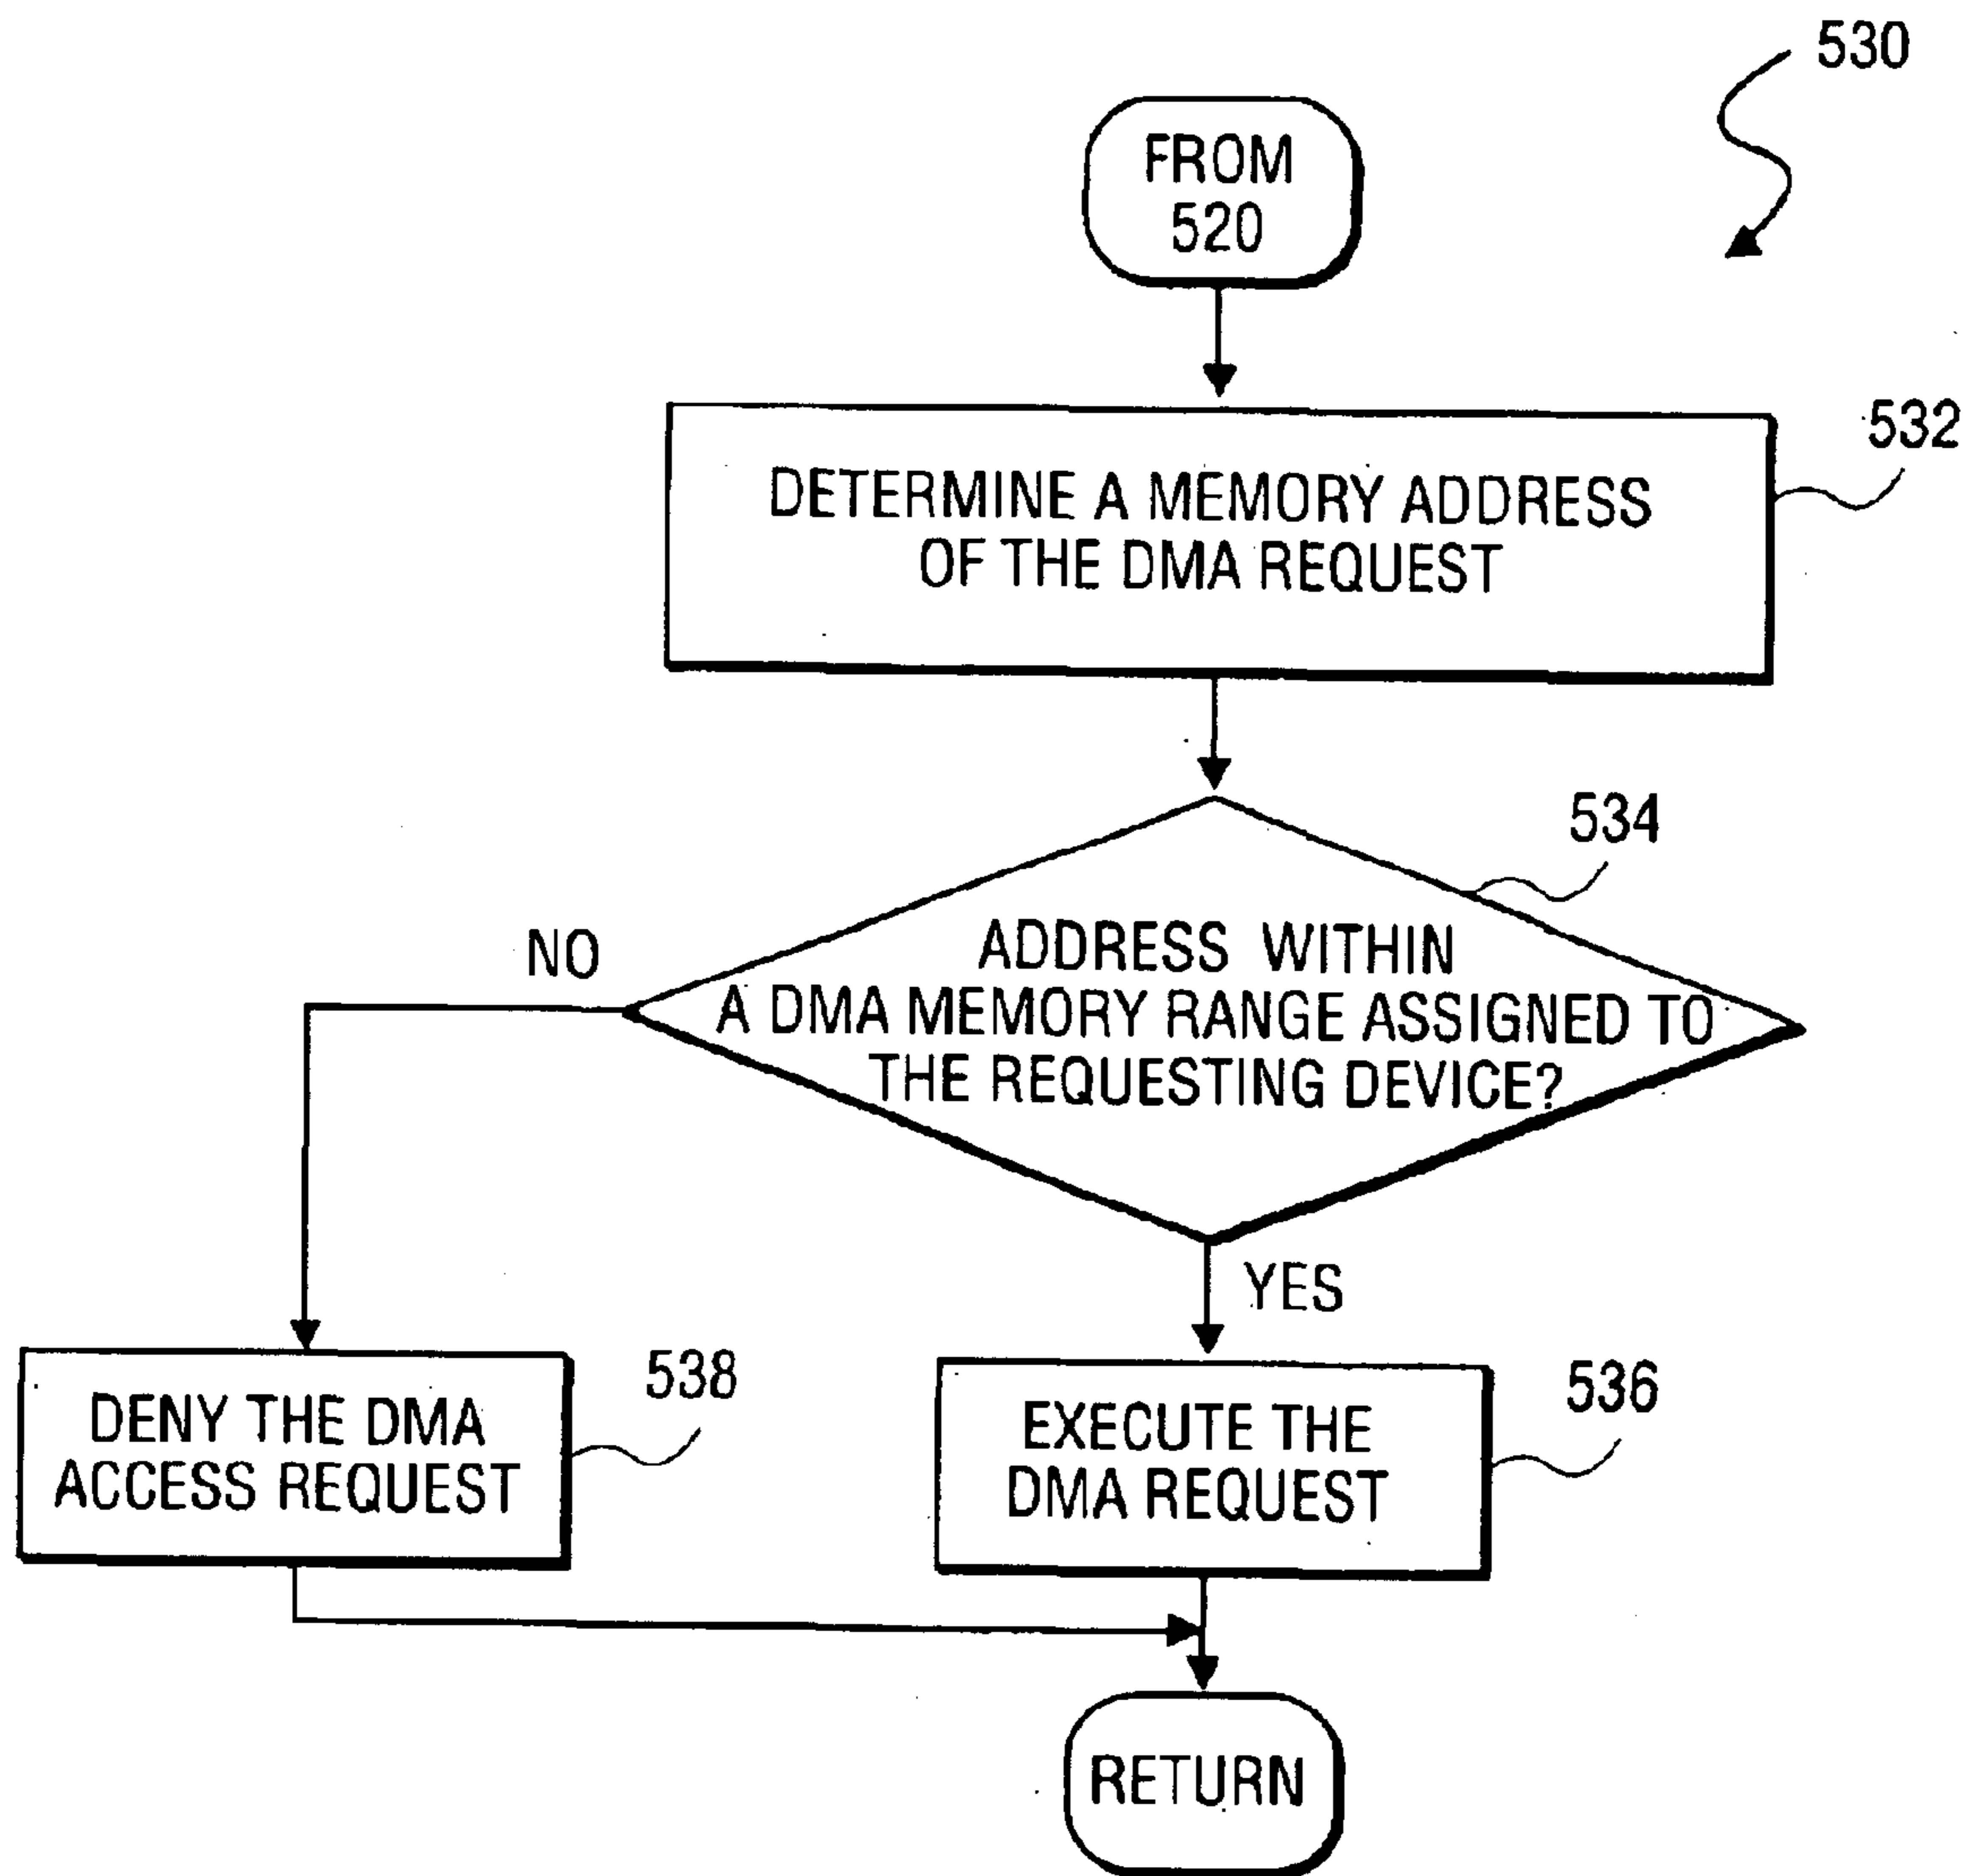 530
FROM
520
532
DETERMINE A MEMORY ADDRESS
OF THE DMA REQUEST
534
NO
ADDRESS WITHIN
A DMA MEMORY RANGE ASSIGNED TO
THE REQUESTING DEVICE?
YES
538
DENY THE DMA
ACCESS REQUEST
536
EXECUTE THE
DMA REQUEST
RETURN